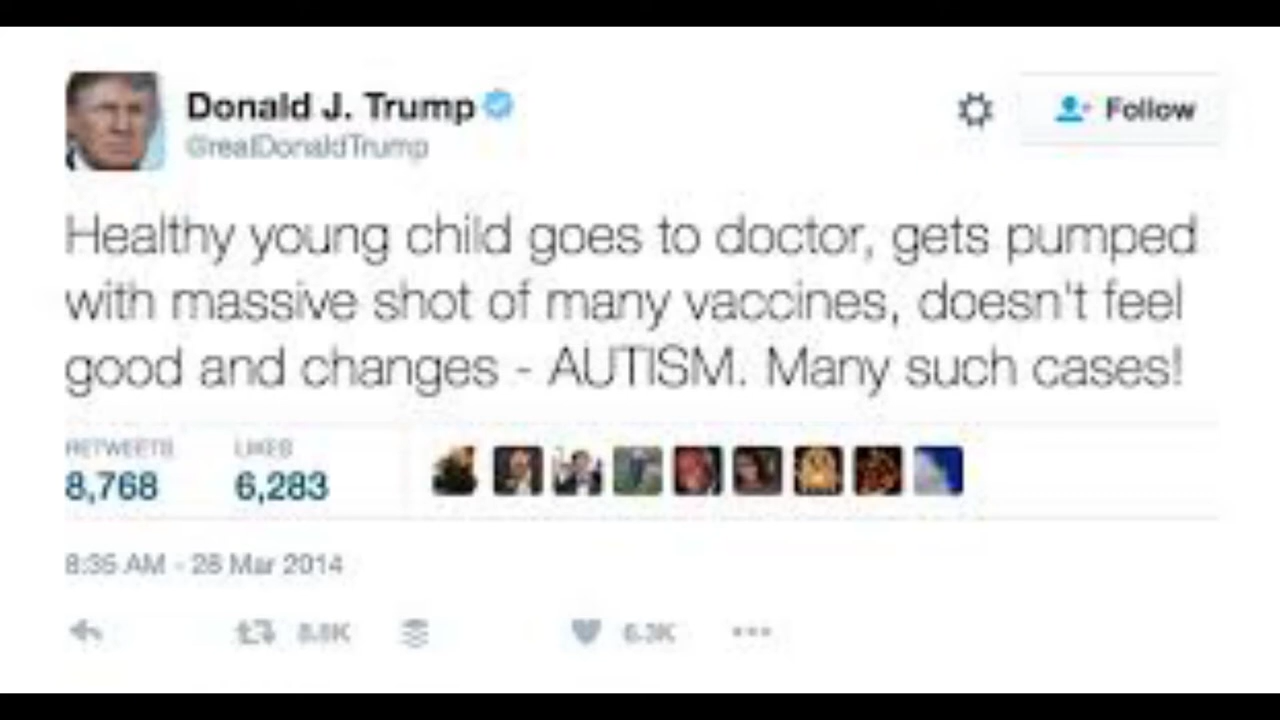 Donald J. Trump
@realDonaldTrump
Follow
Healthy young child goes to doctor, gets pumped
with massive shot of many vaccines, doesn't feel
good and changes - AUTISM. Many such cases!
RETWEETS LIKES
8,768 6,283
8:35 AM - 28 Mar 2014
8.8K 6.3K